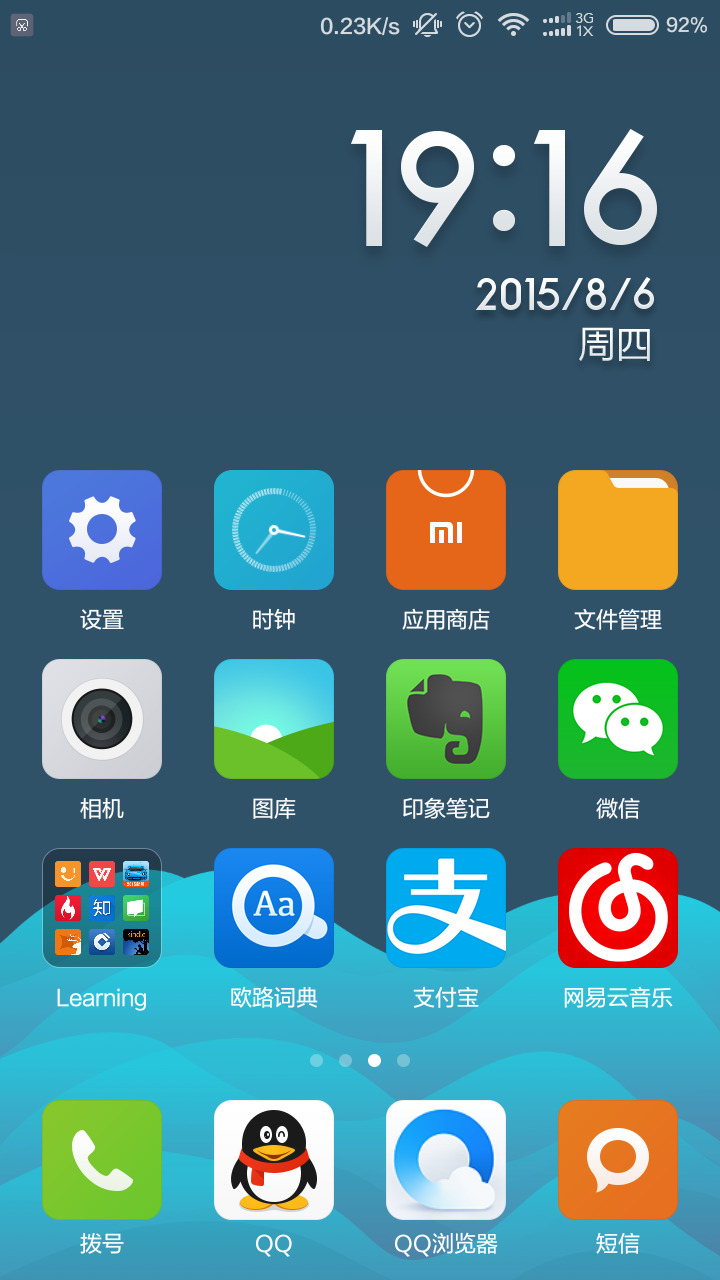 0.23K/s 3G 1X 92%
19:16
2015/8/6
周四
mi
设置 时钟 应用商店 文件管理
相机 图库 印象笔记 微信
知 kindle
Aa 支
Learning 欧路词典 支付宝 网易云音乐
拨号 QQ QQ浏览器 短信